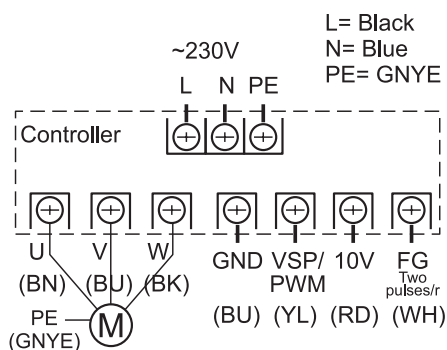 L= Black
N= Blue
PE= GNYE
~230V
L N PE
Controller
U V W GND VSP/PWM 10V FG
Two pulses/r
(BN) (BU) (BK) (BU) (YL) (RD) (WH)
PE
(GNYE)
M